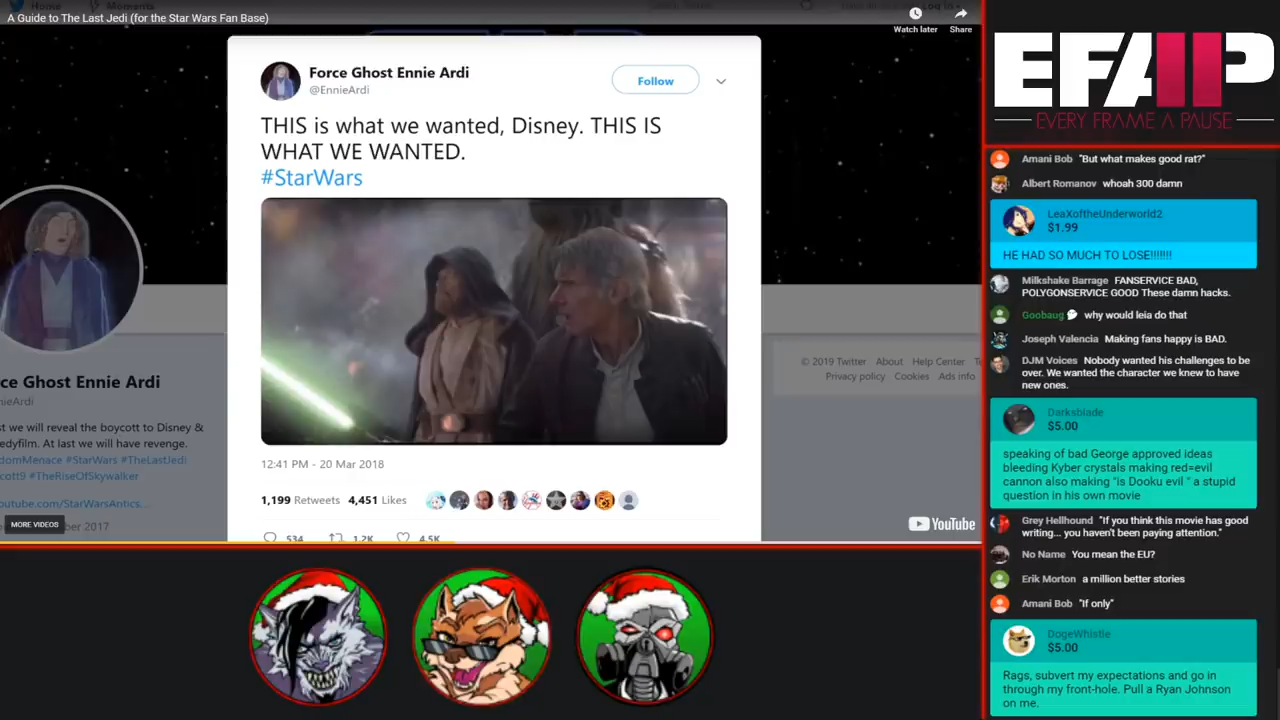 A Guide to The Last Jedi (for the Star Wars Fan Base)
Home
Moments
Watch later
Share
Force Ghost Ennie Ardi
@EnnieArdi
Follow
THIS is what we wanted, Disney. THIS IS
WHAT WE WANTED.
#StarWars
12:41 PM - 20 Mar 2018
1,199 Retweets 4,451 Likes
534 1.2K 4.5K
ce Ghost Ennie Ardi
nieArdi
st we will reveal the boycott to Disney &
edyfilm. At last we will have revenge.
domMenace #StarWars #TheLastJedi
cott9 #TheRiseOfSkywalker
outube.com/StarWarsAntics...
ber 2017
MORE VIDEOS
© 2019 Twitter About Help Center Te
Privacy policy Cookies Ads info
YouTube
EFAP
EVERY FRAME A PAUSE
Amani Bob "But what makes good rat?"
Albert Romanov whoah 300 damn
LeaXoftheUnderworld2
$1.99
HE HAD SO MUCH TO LOSE!!!!!!!
Milkshake Barrage FANSERVICE BAD,
POLYGONSERVICE GOOD These damn hacks.
Goobaug why would leia do that
Joseph Valencia Making fans happy is BAD.
DJM Voices Nobody wanted his challenges to be
over. We wanted the character we knew to have
new ones.
Darksblade
$5.00
speaking of bad George approved ideas
bleeding Kyber crystals making red=evil
cannon also making "is Dooku evil " a stupid
question in his own movie
Grey Hellhound "If you think this movie has good
writing... you haven't been paying attention."
No Name You mean the EU?
Erik Morton a million better stories
Amani Bob "If only"
DogeWhistle
$5.00
Rags, subvert my expectations and go in
through my front-hole. Pull a Ryan Johnson
on me.